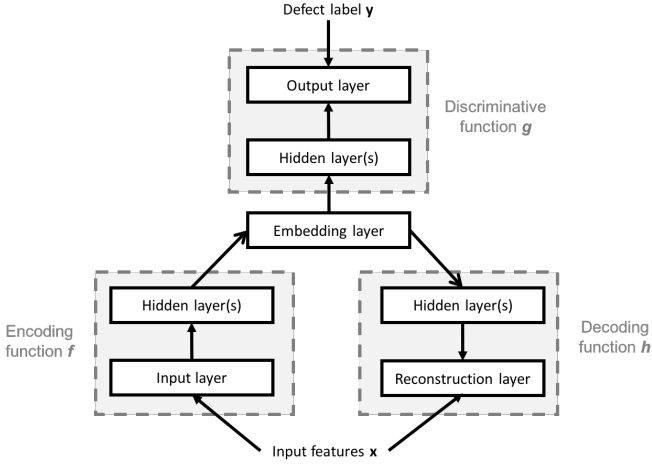 Defect label y
Output layer
Discriminative
function g
Hidden layer(s)
Embedding layer
Hidden layer(s)
Hidden layer(s)
Encoding
function f
Decoding
function h
Input layer
Reconstruction layer
Input features x